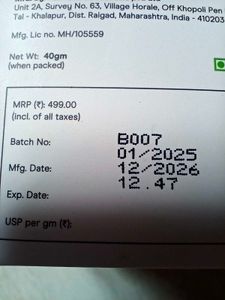 Unit 2A, Survey No. 63, Village Horale, Off Khopoli Pen
Tal - Khalapur, Dist. Raigad, Maharashtra, India - 410203
Mfg. Lic no. MH/105559
Net Wt: 40gm
(when packed)
MRP (₹): 499.00
(incl. of all taxes)
Batch No: B007
01/2025
Mfg. Date: 12/2026
12.47
Exp. Date:
USP per gm (₹):